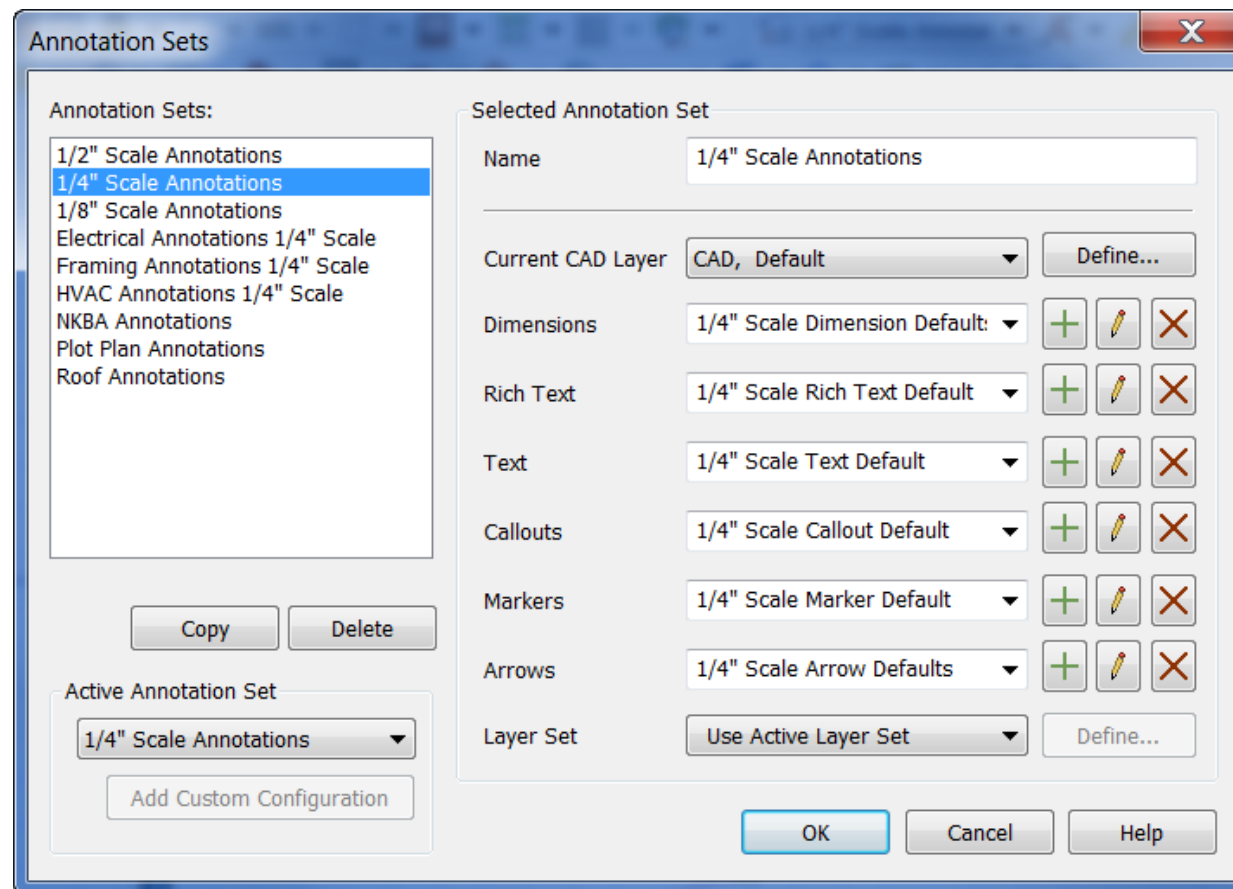 Annotation Sets
Annotation Sets:
1/2" Scale Annotations
1/4" Scale Annotations
1/8" Scale Annotations
Electrical Annotations 1/4" Scale
Framing Annotations 1/4" Scale
HVAC Annotations 1/4" Scale
NKBA Annotations
Plot Plan Annotations
Roof Annotations
Copy Delete
Active Annotation Set
1/4" Scale Annotations
Add Custom Configuration
Selected Annotation Set
Name 1/4" Scale Annotations
Current CAD Layer CAD, Default Define...
Dimensions 1/4" Scale Dimension Default
Rich Text 1/4" Scale Rich Text Default
Text 1/4" Scale Text Default
Callouts 1/4" Scale Callout Default
Markers 1/4" Scale Marker Default
Arrows 1/4" Scale Arrow Defaults
Layer Set Use Active Layer Set Define...
OK Cancel Help